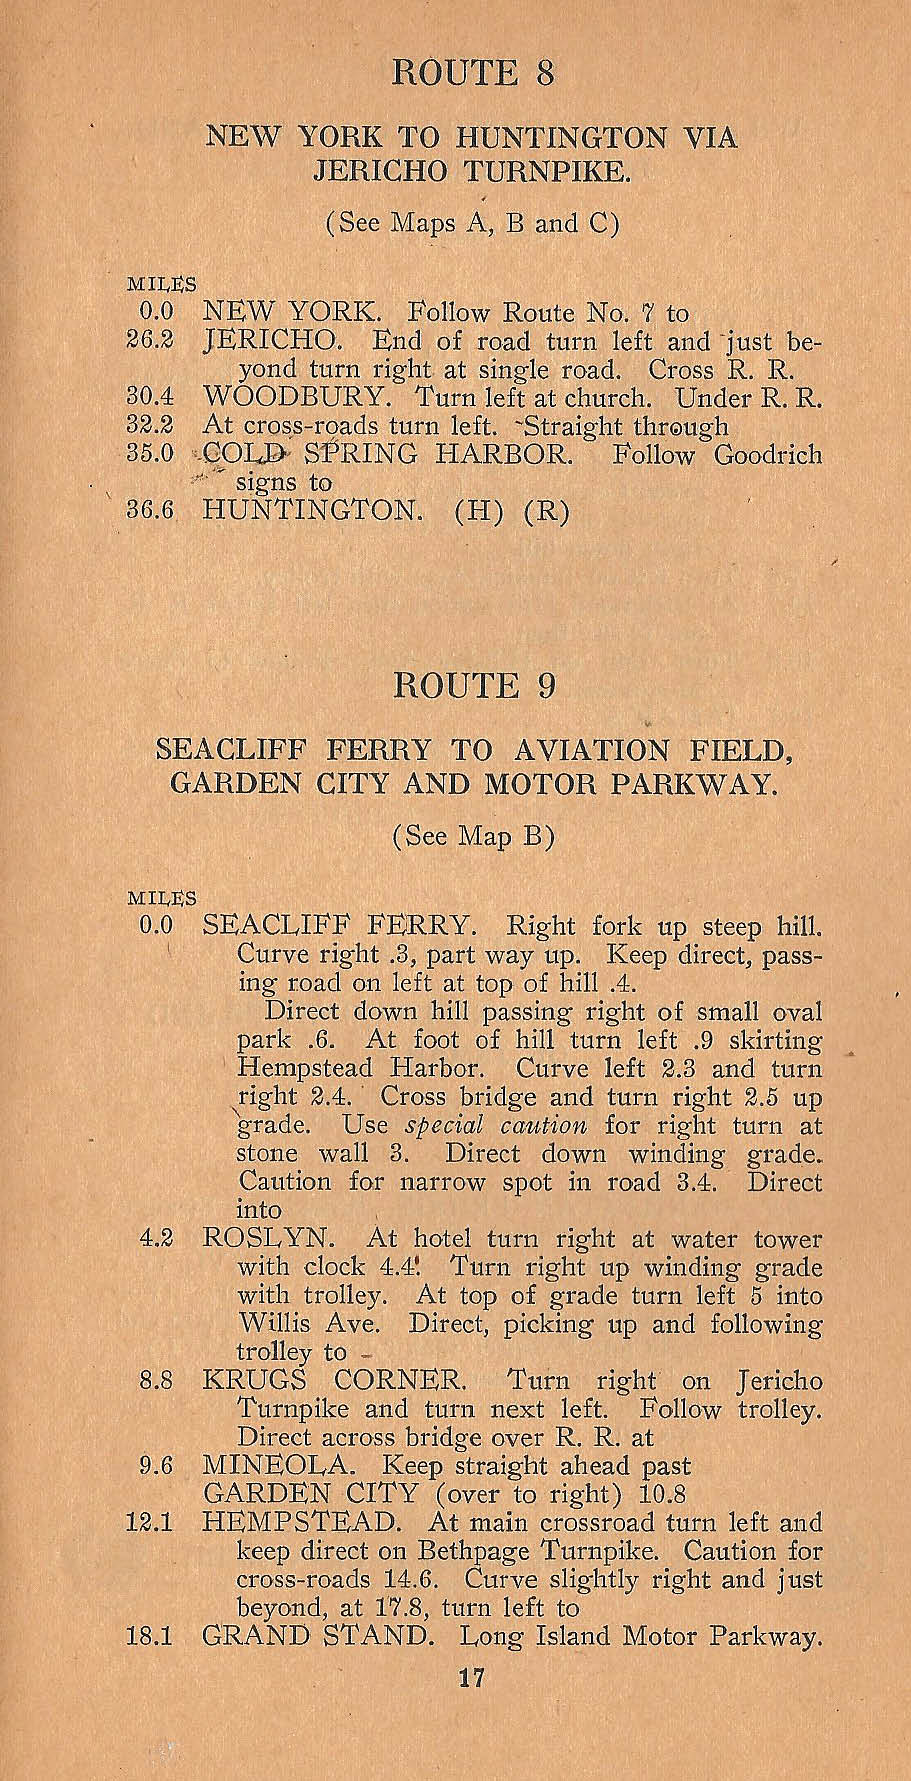 ROUTE 8
NEW YORK TO HUNTINGTON VIA
JERICHO TURNPIKE.
(See Maps A, B and C)
MILES
0.0 NEW YORK. Follow Route No. 7 to
26.2 JERICHO. End of road turn left and just be-
yond turn right at single road. Cross R. R.
30.4 WOODBURY. Turn left at church. Under R. R.
32.2 At cross-roads turn left. Straight through
35.0 COLD SPRING HARBOR. Follow Goodrich
signs to
36.6 HUNTINGTON. (H) (R)
ROUTE 9
SEACLIFF FERRY TO AVIATION FIELD,
GARDEN CITY AND MOTOR PARKWAY.
(See Map B)
MILES
0.0 SEACLIFF FERRY. Right fork up steep hill.
Curve right .3, part way up. Keep direct, pass-
ing road on left at top of hill .4.
Direct down hill passing right of small oval
park .6. At foot of hill turn left .9 skirting
Hempstead Harbor. Curve left 2.3 and turn
right 2.4. Cross bridge and turn right 2.5 up
grade. Use special caution for right turn at
stone wall 3. Direct down winding grade.
Caution for narrow spot in road 3.4. Direct
into
4.2 ROSLYN. At hotel turn right at water tower
with clock 4.4. Turn right up winding grade
with trolley. At top of grade turn left 5 into
Willis Ave. Direct, picking up and following
trolley to
8.8 KRUGS CORNER. Turn right on Jericho
Turnpike and turn next left. Follow trolley.
Direct across bridge over R. R. at
9.6 MINEOLA. Keep straight ahead past
GARDEN CITY (over to right) 10.8
12.1 HEMPSTEAD. At main crossroad turn left and
keep direct on Bethpage Turnpike. Caution for
cross-roads 14.6. Curve slightly right and just
beyond, at 17.8, turn left to
18.1 GRAND STAND. Long Island Motor Parkway.
17